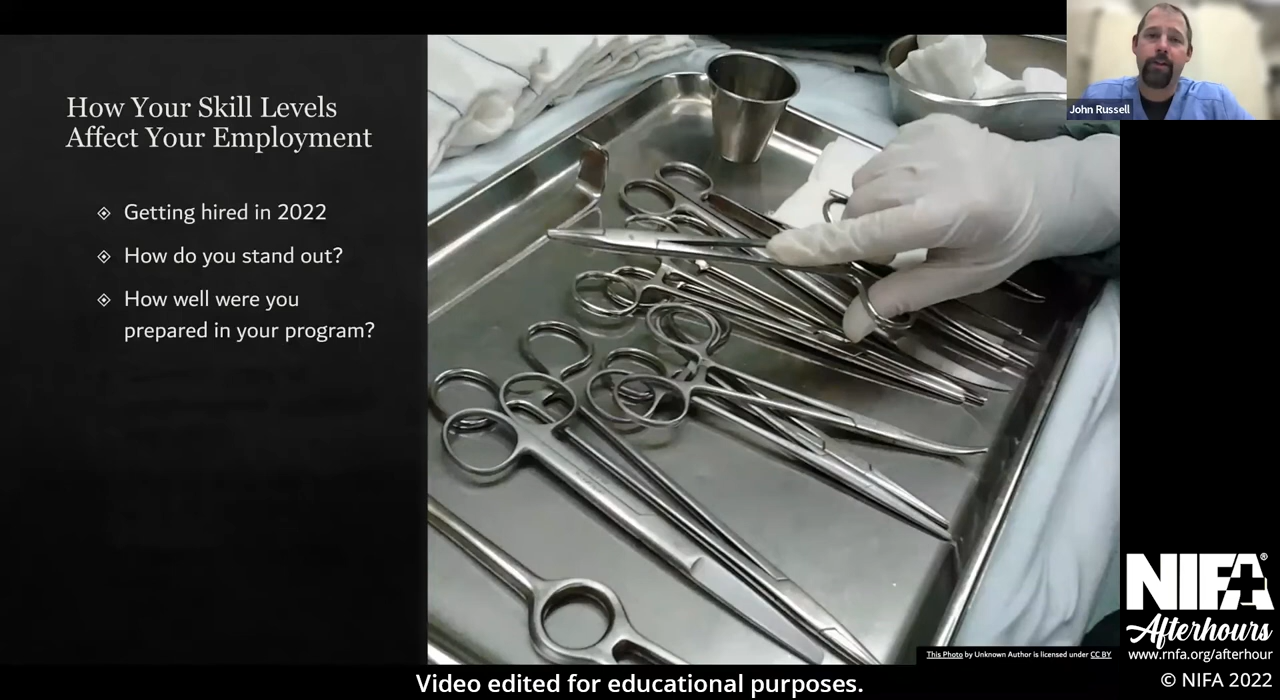 How Your Skill Levels
Affect Your Employment
Getting hired in 2022
How do you stand out?
How well were you
prepared in your program?
John Russell
This Photo by Unknown Author is licensed under CC BY
NIFA®
Afterhours
www.rnfa.org/afterhour
© NIFA 2022
Video edited for educational purposes.